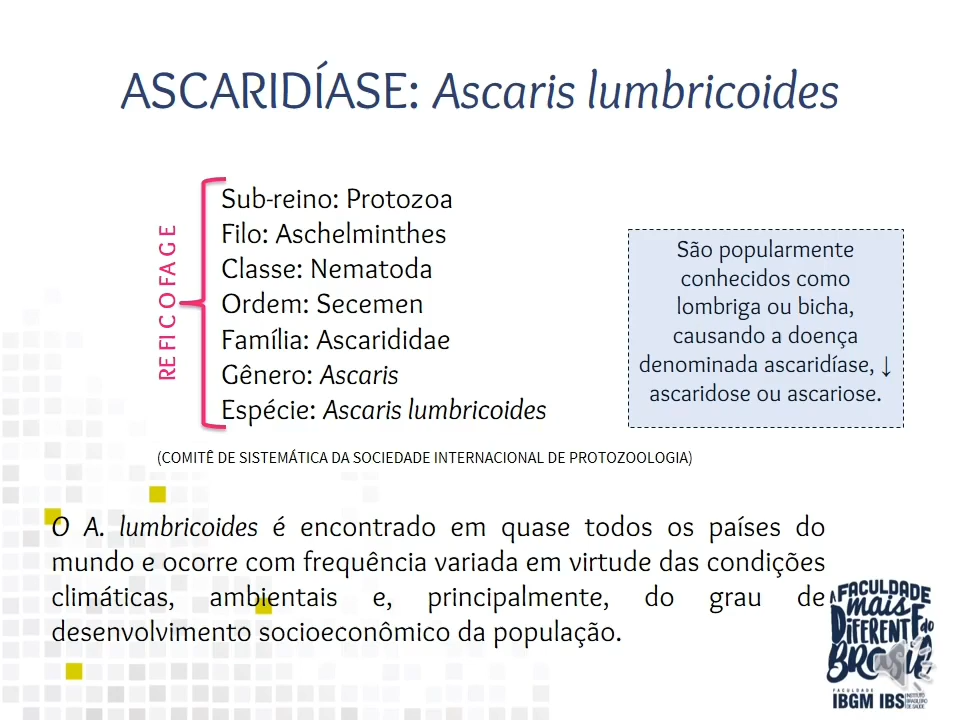 ASCARIDÍASE: Ascaris lumbricoides
REFICOFAGE
Sub-reino: Protozoa
Filo: Aschelminthes
Classe: Nematoda
Ordem: Secemen
Família: Ascarididae
Gênero: Ascaris
Espécie: Ascaris lumbricoides
São popularmente
conhecidos como
lombriga ou bicha,
causando a doença
denominada ascaridíase, ↓
ascaridose ou ascariose.
(COMITÊ DE SISTEMÁTICA DA SOCIEDADE INTERNACIONAL DE PROTOZOOLOGIA)
O A. lumbricoides é encontrado em quase todos os países do
mundo e ocorre com frequência variada em virtude das condições
climáticas, ambientais e, principalmente, do grau de
desenvolvimento socioeconômico da população.
A FACULDADE
mais
DIFERENTE do
BRASIL
FACULDADE
IBGM IBS
INSTITUTO
BRASILEIRO
DE SAÚDE